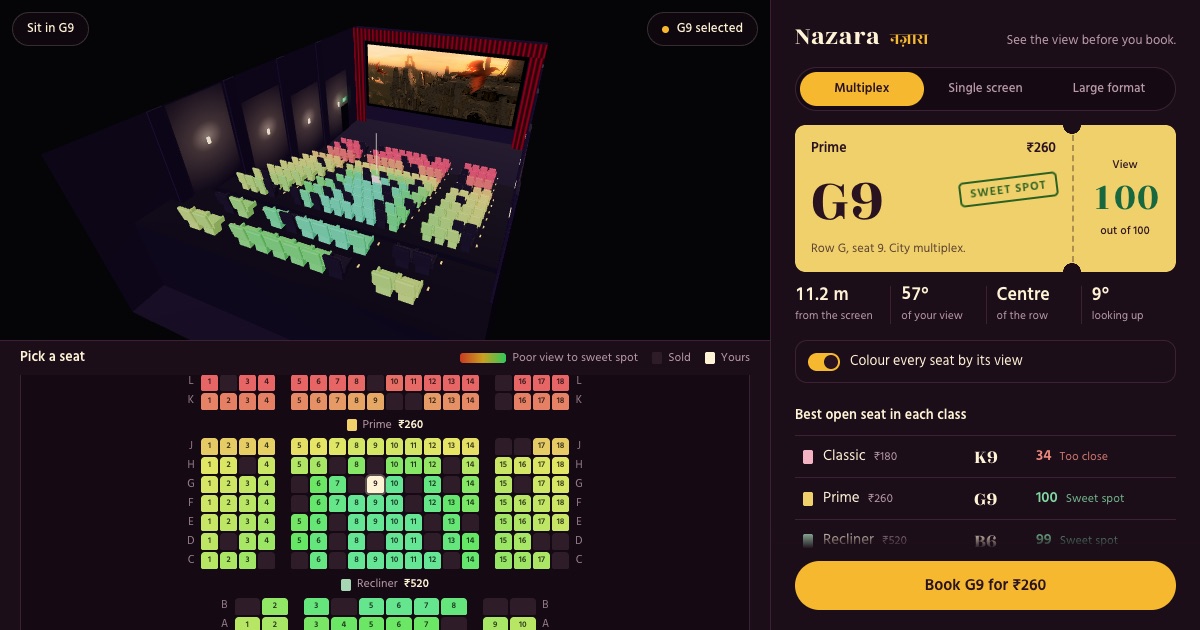 Sit in G9
G9 selected
Nazara नज़ारा
See the view before you book.
Multiplex
Single screen
Large format
Prime
₹260
G9
SWEET SPOT
Row G, seat 9. City multiplex.
View
100
out of 100
11.2 m
from the screen
57°
of your view
Centre
of the row
9°
looking up
Colour every seat by its view
Best open seat in each class
Classic ₹180 K9 34 Too close
Prime ₹260 G9 100 Sweet spot
Recliner ₹520 B6 99 Sweet spot
Book G9 for ₹260
Pick a seat
Poor view to sweet spot
Sold
Yours
L 1 3 4 5 6 7 8 10 11 12 13 14 16 17 18 L
K 1 2 3 4 5 6 7 8 9 12 13 14 16 17 18 K
Prime ₹260
J 1 2 3 4 5 6 7 8 9 10 11 12 13 14 17 18 J
H 1 2 4 5 6 8 10 11 12 14 15 16 17 18 H
G 1 2 3 4 6 7 9 10 12 14 15 16 17 18 G
F 1 2 3 4 6 7 8 9 10 12 13 14 15 16 17 18 F
E 1 2 3 4 5 6 8 9 10 11 13 15 16 17 18 E
D 1 3 4 5 6 8 10 11 13 14 15 16 D
C 1 2 3 6 8 9 10 11 12 14 15 16 17 C
Recliner ₹520
B 2 3 5 6 7 8 B
A 1 2 3 4 5 6 7 9 10 A